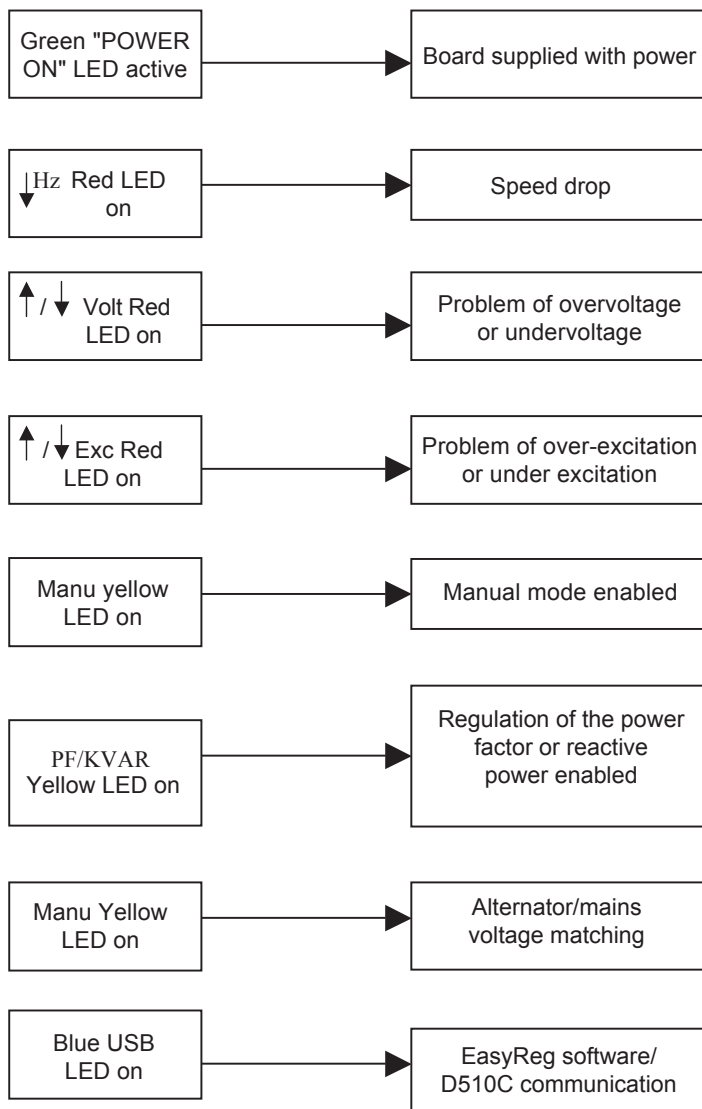 Green "POWER
ON" LED active
Board supplied with power
↓Hz Red LED
on
Speed drop
↑ / ↓ Volt Red
LED on
Problem of overvoltage
or undervoltage
↑ / ↓ Exc Red
LED on
Problem of over-excitation
or under excitation
Manu yellow
LED on
Manual mode enabled
PF/KVAR
Yellow LED on
Regulation of the power
factor or reactive
power enabled
Manu Yellow
LED on
Alternator/mains
voltage matching
Blue USB
LED on
EasyReg software/
D510C communication